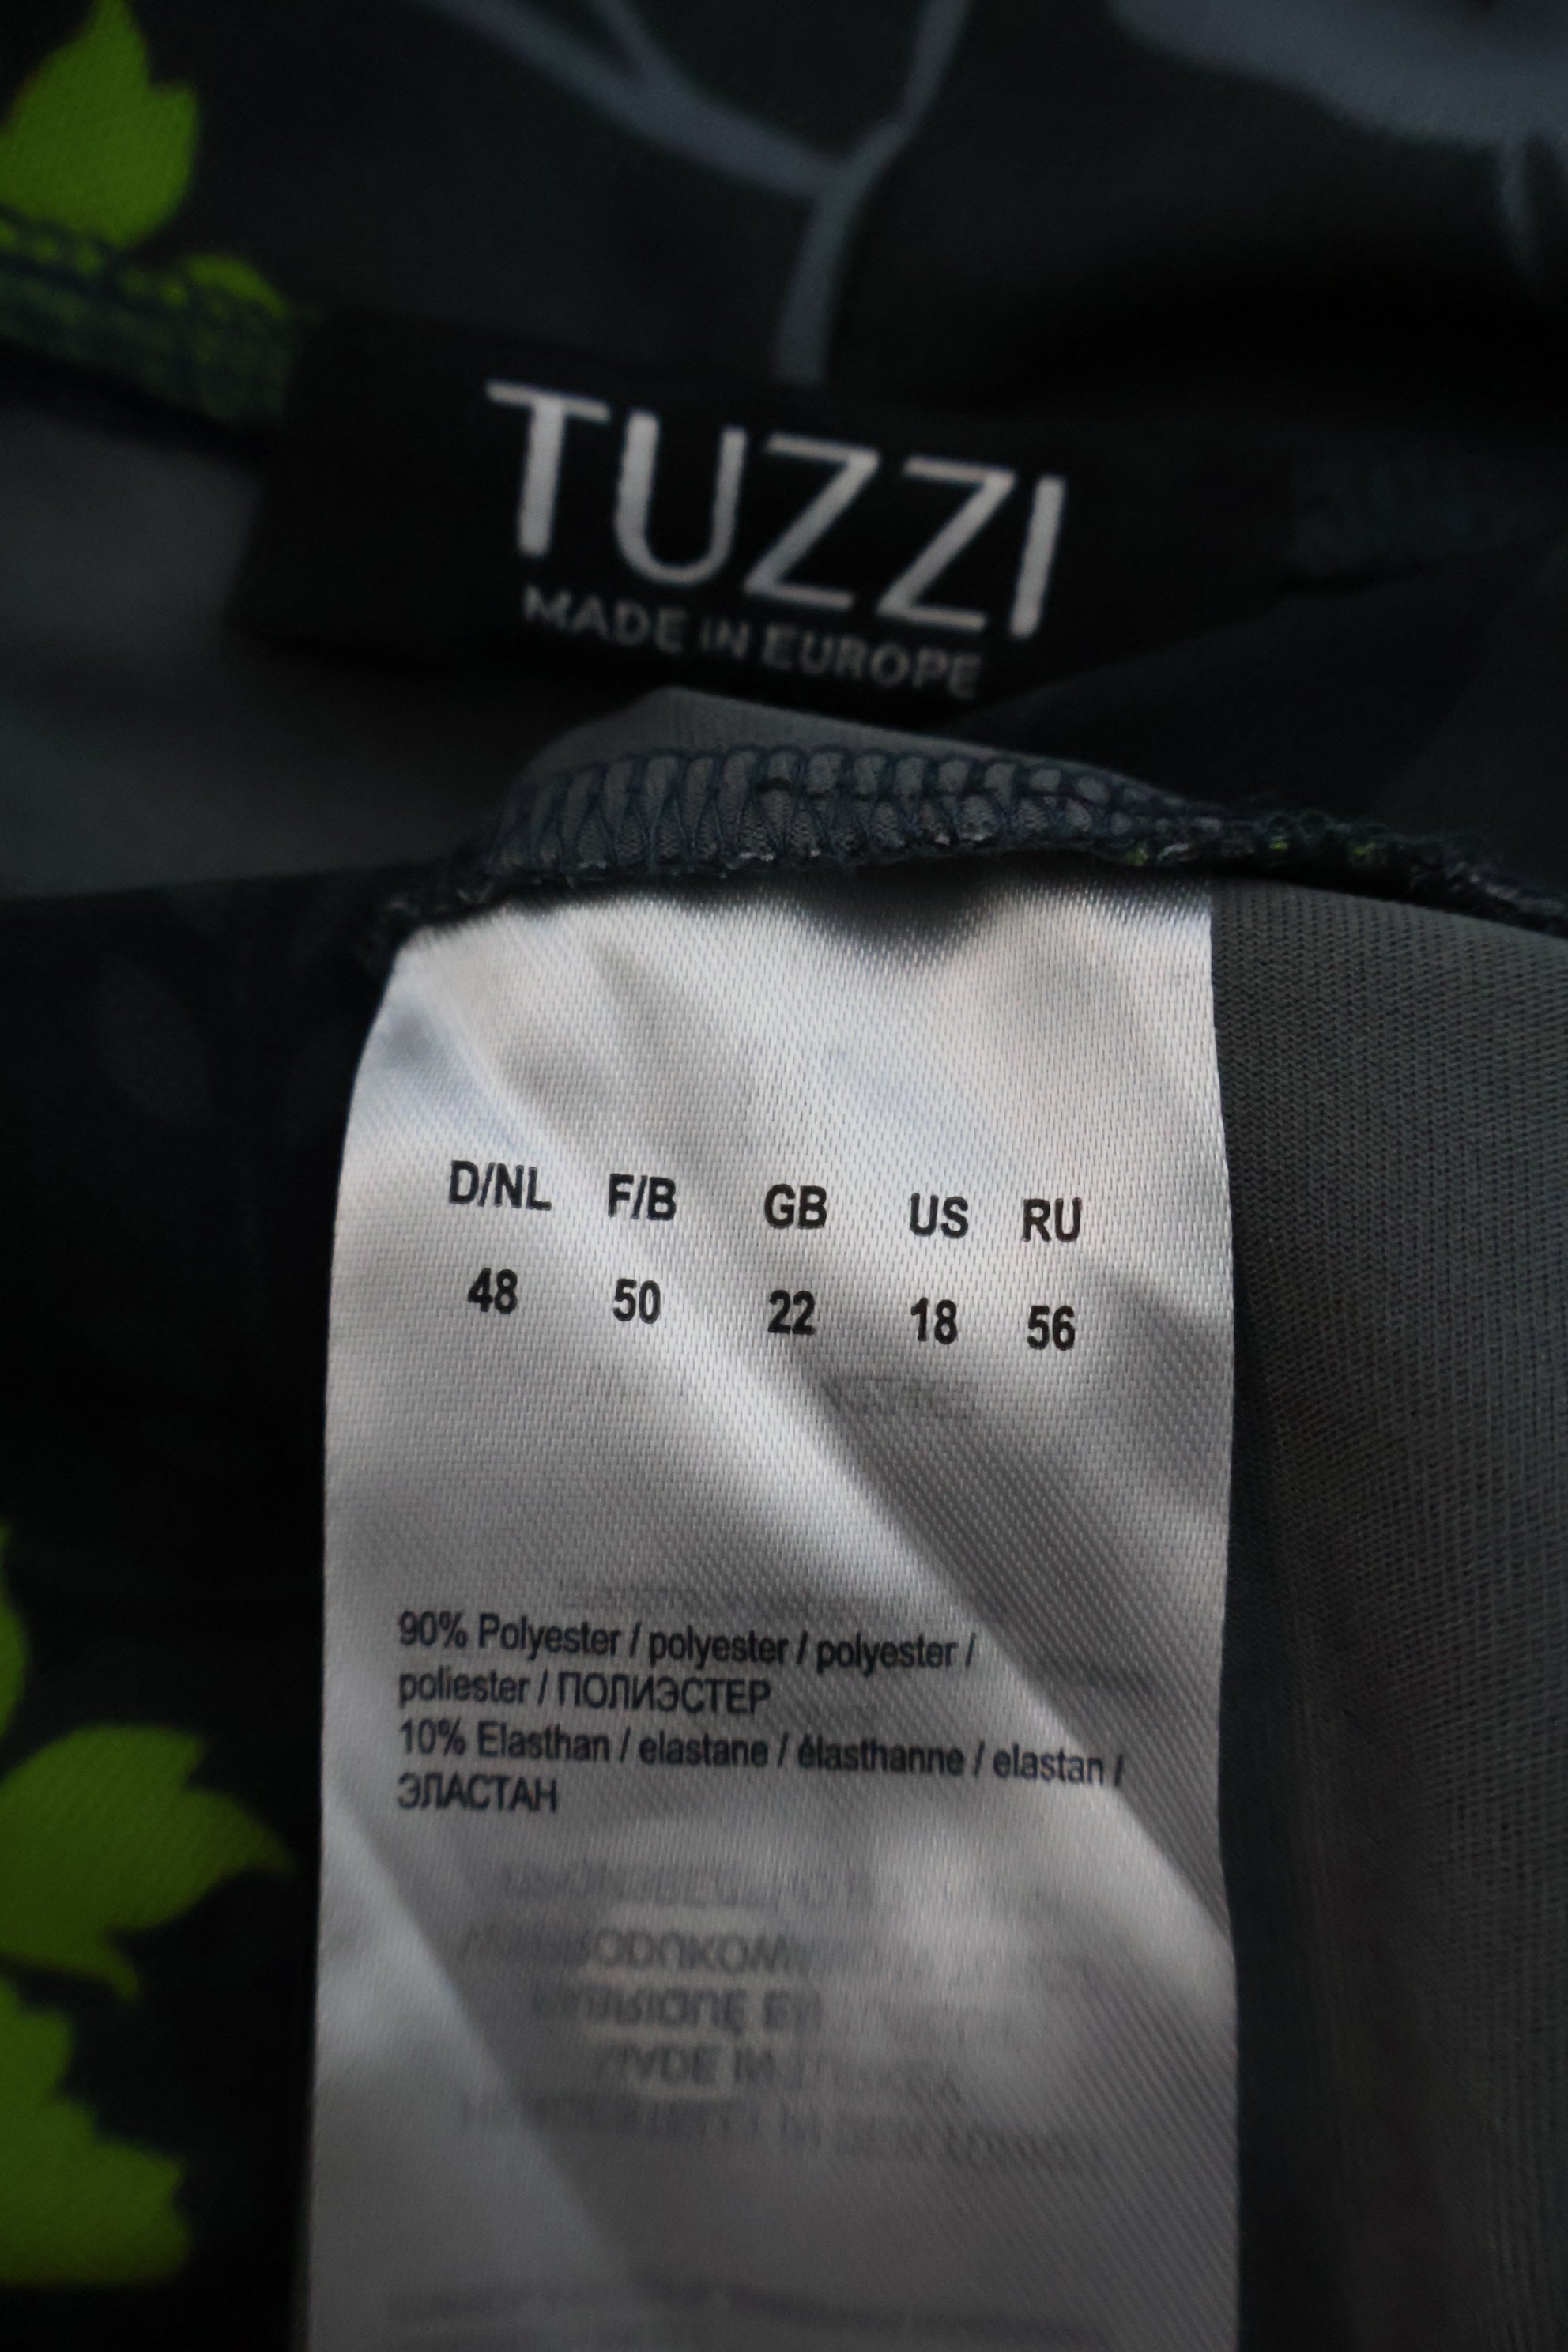 TUZZI
MADE IN EUROPE
D/NL F/B GB US RU
48 50 22 18 56
90% Polyester / polyester / polyester /
poliester / ПОЛИЭСТЕР
10% Elasthan / elastane / élasthanne / elastan /
ЭЛАСТАН